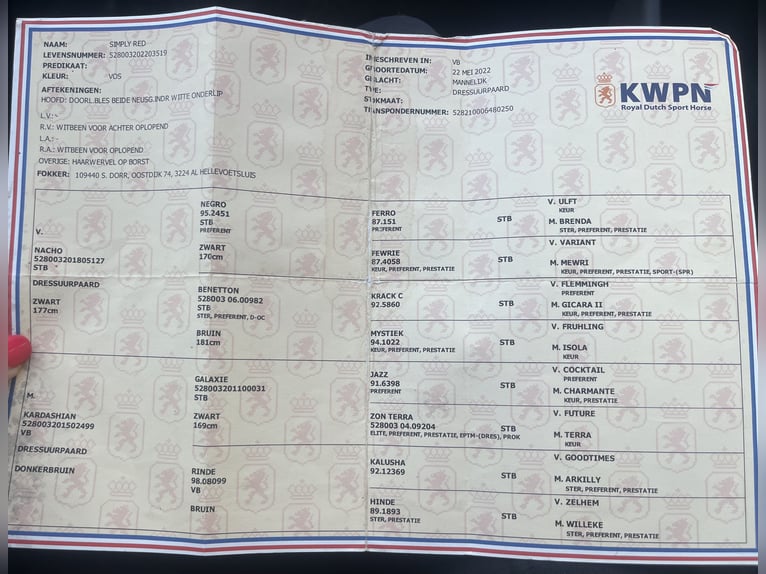 NAAM: SIMPLY RED
LEVENSNUMMER: 528003202203519
PREDIKAAT:
KLEUR: VOS
AFTEKENINGEN:
HOOFD: DOORL.BLES BEIDE NEUSG.INDR WITTE ONDERLIP
L.V.: -
R.V.: WITBEEN VOOR ACHTER OPLOPEND
L.A.: -
R.A.: WITBEEN VOOR OPLOPEND
OVERIGE: HAARWERVEL OP BORST
FOKKER: 109440 S. DORR, OOSTDIJK 74, 3224 AL HELLEVOETSLUIS
INGESCHREVEN IN: VB
GEBOORTEDATUM: 22 MEI 2022
GESLACHT: MANNELIJK
TYPE: DRESSUURPAARD
STOKMAAT:
TRANSPONDERNUMMER: 528210006480250
KWPN
Royal Dutch Sport Horse
V.
NACHO
528003201805127
STB
DRESSUURPAARD
ZWART
177cm
M.
KARDASHIAN
528003201502499
VB
DRESSUURPAARD
DONKERBRUIN
NEGRO
95.2451
STB
PREFERENT
ZWART
170cm
BENETTON
528003 06.00982
STB
STER, PREFERENT, D-OC
BRUIN
181cm
GALAXIE
528003201100031
STB
ZWART
169cm
RINDE
98.08099
VB
BRUIN
FERRO STB
87.151
PREFERENT
FEWRIE STB
87.4058
KEUR, PREFERENT, PRESTATIE
KRACK C STB
92.5860
MYSTIEK STB
94.1022
KEUR, PREFERENT, PRESTATIE
JAZZ STB
91.6398
PREFERENT
ZON TERRA STB
528003 04.09204
ELITE, PREFERENT, PRESTATIE, EPTM-(DRES), PROK
KALUSHA STB
92.12369
HINDE STB
89.1893
STER, PRESTATIE
V. ULFT
KEUR
M. BRENDA
STER, PREFERENT, PRESTATIE
V. VARIANT
M. MEWRI
KEUR, PREFERENT, PRESTATIE, SPORT-(SPR)
V. FLEMMINGH
PREFERENT
M. GICARA II
KEUR, PREFERENT, PRESTATIE
V. FRUHLING
M. ISOLA
KEUR
V. COCKTAIL
PREFERENT
M. CHARMANTE
KEUR, PRESTATIE
V. FUTURE
M. TERRA
KEUR
V. GOODTIMES
M. ARKILLY
STER, PREFERENT, PRESTATIE
V. ZELHEM
M. WILLEKE
STER, PREFERENT, PRESTATIE